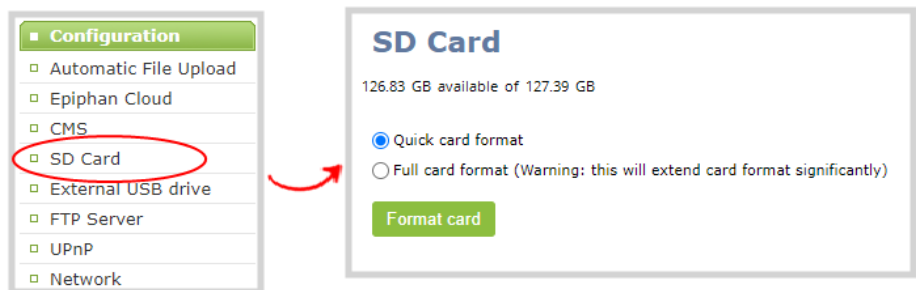 Configuration
Automatic File Upload
Epiphan Cloud
CMS
SD Card
External USB drive
FTP Server
UPnP
Network
SD Card
126.83 GB available of 127.39 GB
Quick card format
Full card format (Warning: this will extend card format significantly)
Format card